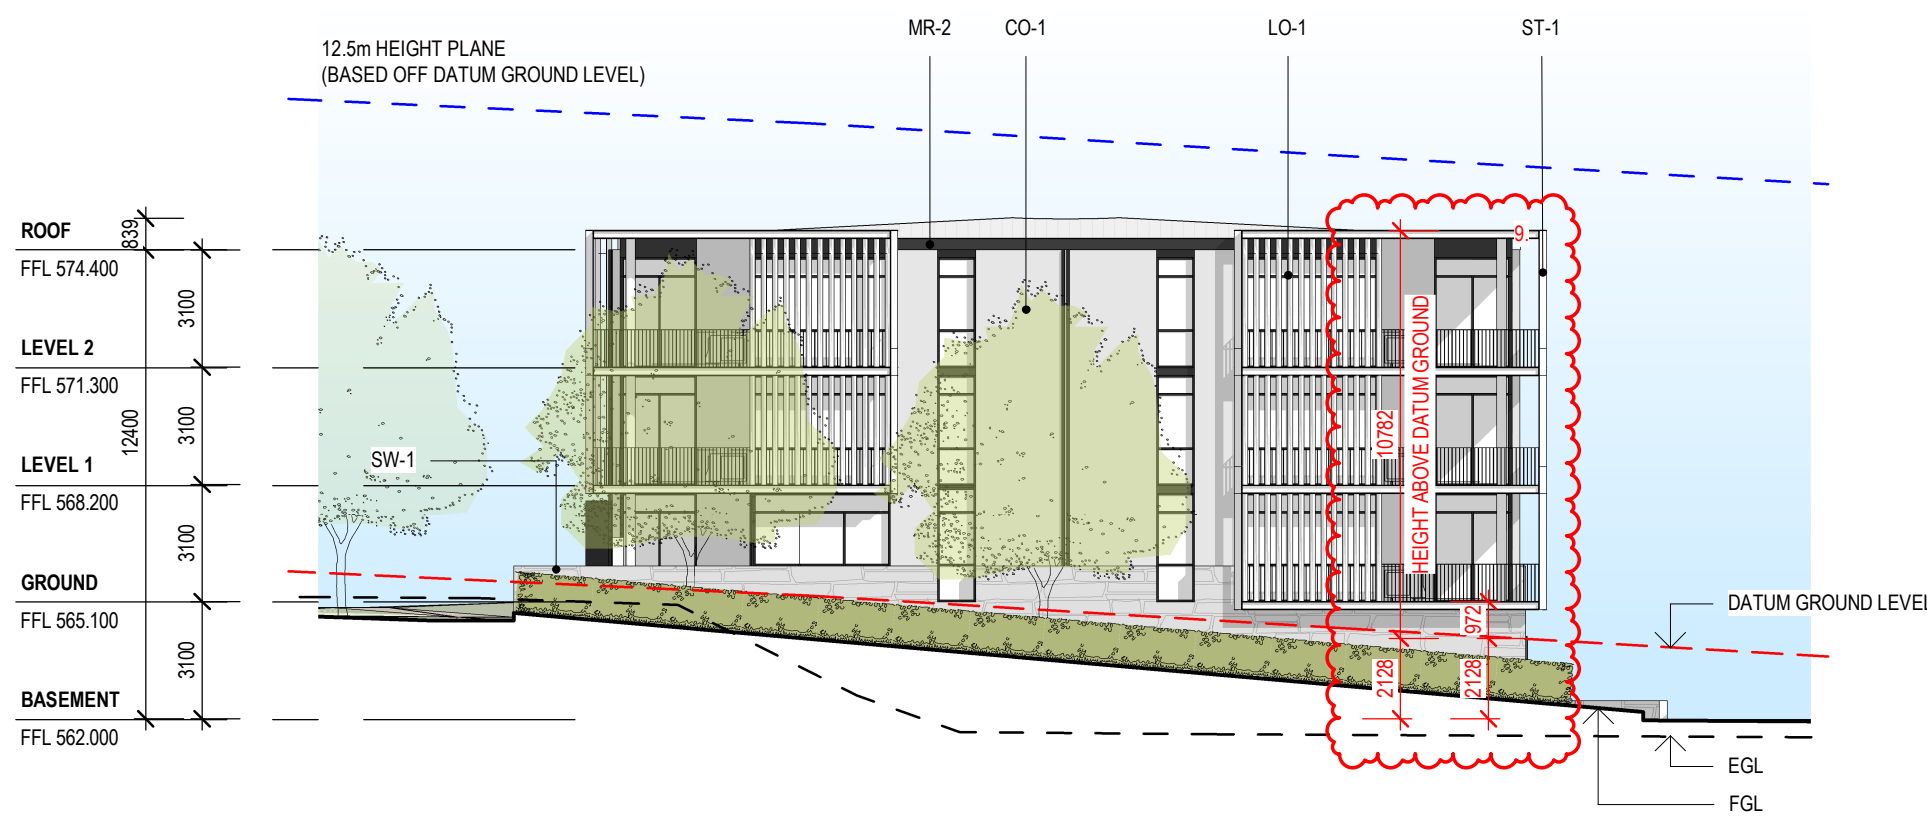 MR-2
CO-1
LO-1
ST-1
12.5m HEIGHT PLANE
(BASED OFF DATUM GROUND LEVEL)
ROOF
FFL 574.400
839
9.
3100
LEVEL 2
FFL 571.300
12400
3100
10782
HEIGHT ABOVE DATUM GROUND
LEVEL 1
FFL 568.200
SW-1
3100
GROUND
FFL 565.100
972
DATUM GROUND LEVEL
3100
2128
2128
BASEMENT
FFL 562.000
EGL
FGL